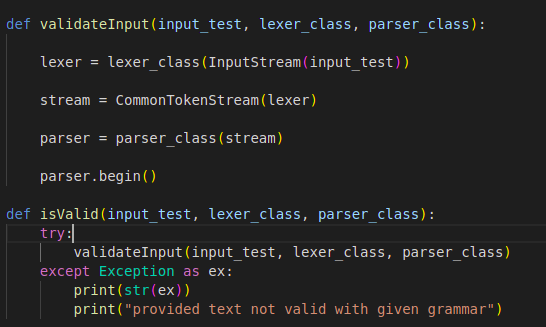 def validateInput(input_test, lexer_class, parser_class):
lexer = lexer_class(InputStream(input_test))
stream = CommonTokenStream(lexer)
parser = parser_class(stream)
parser.begin()
def isValid(input_test, lexer_class, parser_class):
try:
validateInput(input_test, lexer_class, parser_class)
except Exception as ex:
print(str(ex))
print("provided text not valid with given grammar")